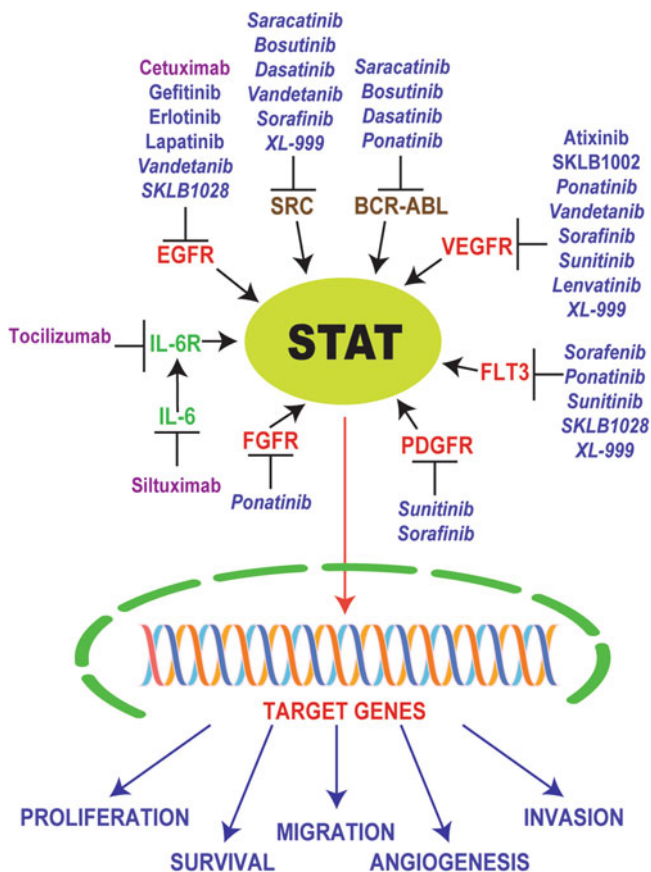 Saracatinib
Bosutinib
Dasatinib
Vandetanib
Sorafinib
XL-999
SRC
Cetuximab
Gefitinib
Erlotinib
Lapatinib
Vandetanib
SKLB1028
EGFR
Saracatinib
Bosutinib
Dasatinib
Ponatinib
BCR-ABL
Atixinib
SKLB1002
Ponatinib
Vandetanib
Sorafinib
Sunitinib
Lenvatinib
XL-999
VEGFR
STAT
Tocilizumab
IL-6R
IL-6
Siltuximab
FLT3
Sorafenib
Ponatinib
Sunitinib
SKLB1028
XL-999
FGFR
Ponatinib
PDGFR
Sunitinib
Sorafinib
TARGET GENES
PROLIFERATION
SURVIVAL
MIGRATION
ANGIOGENESIS
INVASION